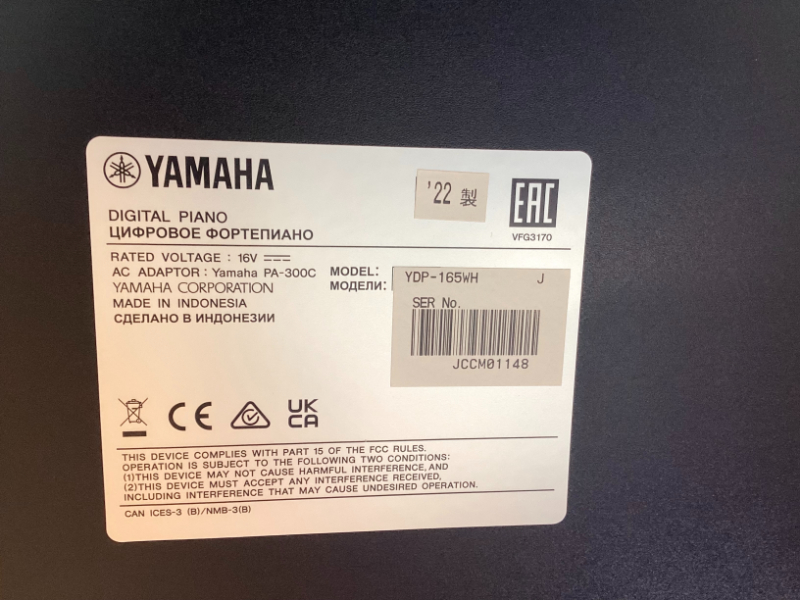 YAMAHA
'22 製
EAC
VFG3170
DIGITAL PIANO
ЦИФРОВОЕ ФОРТЕПИАНО
RATED VOLTAGE : 16V
AC ADAPTOR : Yamaha PA-300C
YAMAHA CORPORATION
MADE IN INDONESIA
СДЕЛАНО В ИНДОНЕЗИИ
MODEL:
МОДЕЛИ:
YDP-165WH J
SER No.
JCCM01148
CE
UK
CA
THIS DEVICE COMPLIES WITH PART 15 OF THE FCC RULES.
OPERATION IS SUBJECT TO THE FOLLOWING TWO CONDITIONS:
(1)THIS DEVICE MAY NOT CAUSE HARMFUL INTERFERENCE, AND
(2)THIS DEVICE MUST ACCEPT ANY INTERFERENCE RECEIVED,
INCLUDING INTERFERENCE THAT MAY CAUSE UNDESIRED OPERATION.
CAN ICES-3 (B)/NMB-3(B)